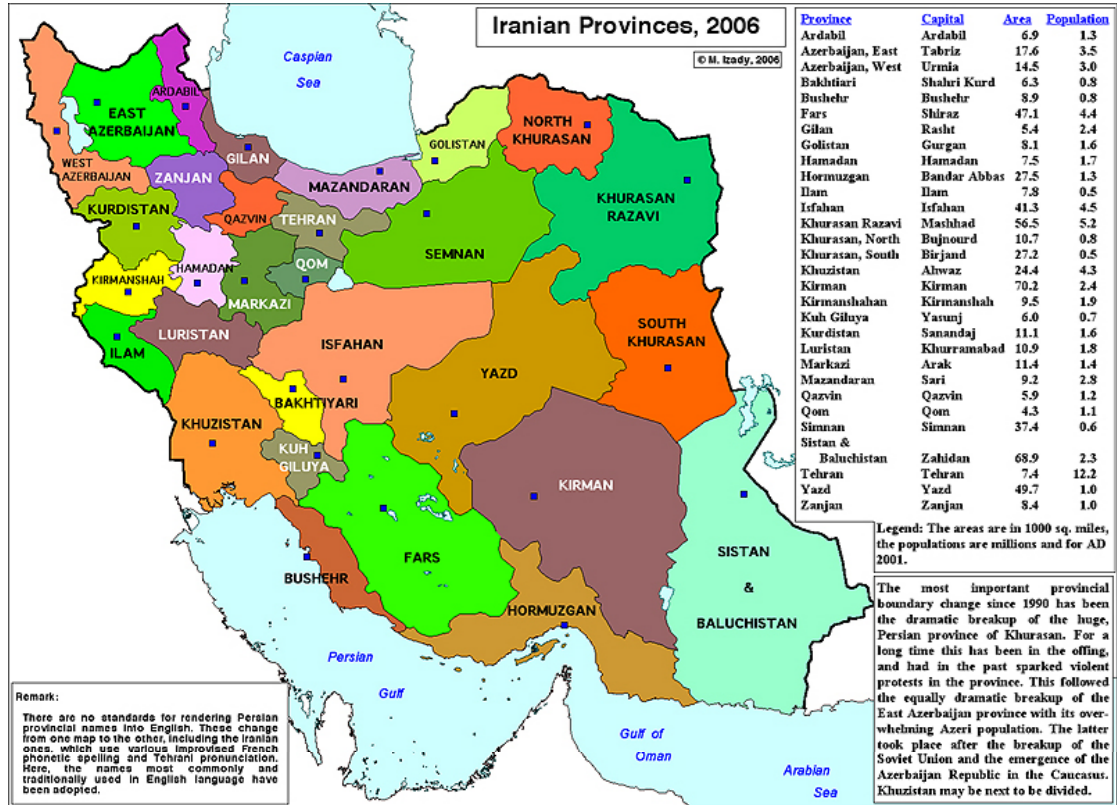 Iranian Provinces, 2006
© M. Izady, 2006
Caspian
Sea
ARDABIL
EAST
AZERBAIJAN
WEST
AZERBAIJAN
GILAN
ZANJAN
MAZANDARAN
GOLISTAN
NORTH
KHURASAN
KHURASAN
RAZAVI
KURDISTAN
QAZVIN
TEHRAN
SEMNAN
HAMADAN
QOM
KIRMANSHAH
MARKAZI
LURISTAN
ILAM
ISFAHAN
SOUTH
KHURASAN
YAZD
BAKHTIYARI
KHUZISTAN
KUH
GILUYA
KIRMAN
FARS
BUSHEHR
SISTAN
&
BALUCHISTAN
HORMUZGAN
Persian
Gulf
Gulf of
Oman
Arabian
Sea
Province Capital Area Population
Ardabil Ardabil 6.9 1.3
Azerbaijan, East Tabriz 17.6 3.5
Azerbaijan, West Urmia 14.5 3.0
Bakhtiari Shahri Kurd 6.3 0.8
Bushehr Bushehr 8.9 0.8
Fars Shiraz 47.1 4.4
Gilan Rasht 5.4 2.4
Golistan Gurgan 8.1 1.6
Hamadan Hamadan 7.5 1.7
Hormuzgan Bandar Abbas 27.5 1.3
Ilam Ilam 7.8 0.5
Isfahan Isfahan 41.3 4.5
Khurasan Razavi Mashhad 56.5 5.2
Khurasan, North Bujnourd 10.7 0.8
Khurasan, South Birjand 27.2 0.5
Khuzistan Ahwaz 24.4 4.3
Kirman Kirman 70.2 2.4
Kirmanshahan Kirmanshah 9.5 1.9
Kuh Giluya Yasunj 6.0 0.7
Kurdistan Sanandaj 11.1 1.6
Luristan Khurramabad 10.9 1.8
Markazi Arak 11.4 1.4
Mazandaran Sari 9.2 2.8
Qazvin Qazvin 5.9 1.2
Qom Qom 4.3 1.1
Simnan Simnan 37.4 0.6
Sistan &
Baluchistan Zahidan 68.9 2.3
Tehran Tehran 7.4 12.2
Yazd Yazd 49.7 1.0
Zanjan Zanjan 8.4 1.0
Legend: The areas are in 1000 sq. miles,
the populations are millions and for AD
2001.
The most important provincial
boundary change since 1990 has been
the dramatic breakup of the huge,
Persian province of Khurasan. For a
long time this has been in the offing,
and had in the past sparked violent
protests in the province. This followed
the equally dramatic breakup of the
East Azerbaijan province with its over-
whelming Azeri population. The latter
took place after the breakup of the
Soviet Union and the emergence of the
Azerbaijan Republic in the Caucasus.
Khuzistan may be next to be divided.
Remark:
There are no standards for rendering Persian
provincial names into English. These change
from one map to the other, including the Iranian
ones, which use various improvised French
phonetic spelling and Tehrani pronunciation.
Here, the names most commonly and
traditionally used in English language have
been adopted.